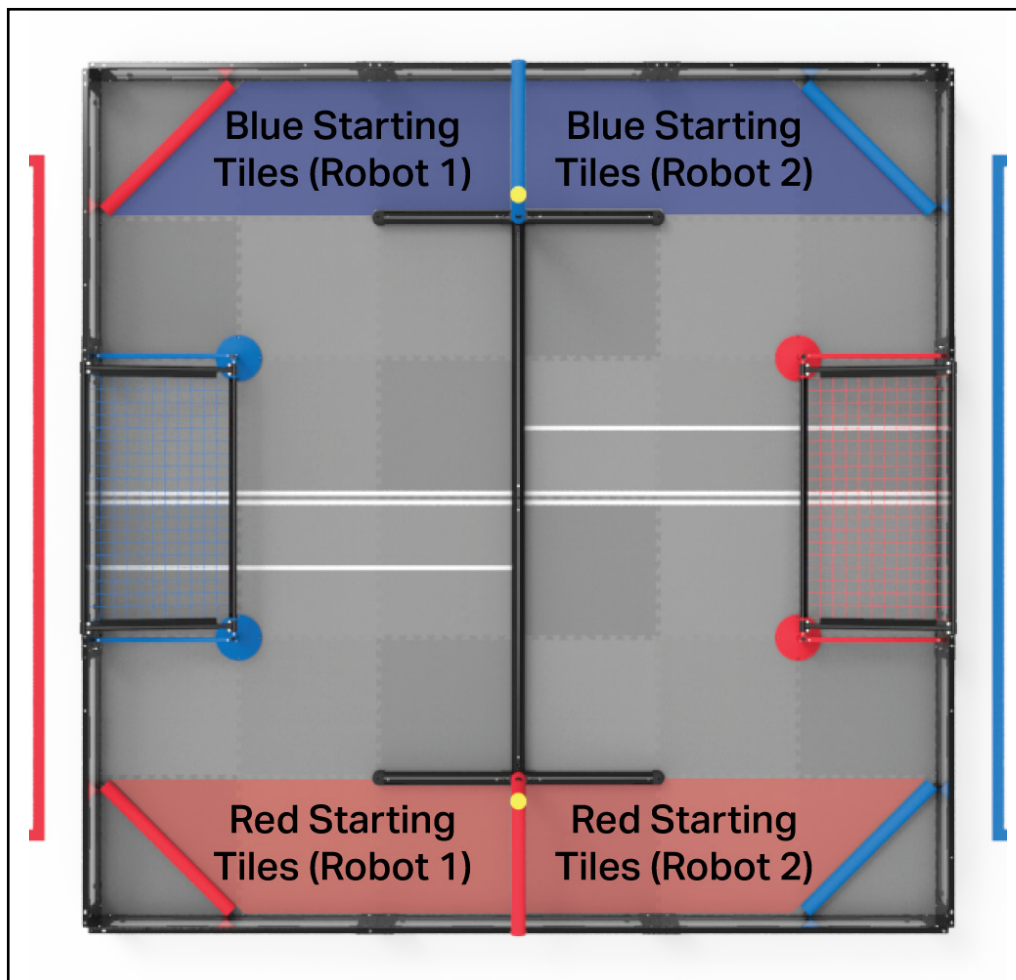 Blue Starting
Tiles (Robot 1)
Blue Starting
Tiles (Robot 2)
Red Starting
Tiles (Robot 1)
Red Starting
Tiles (Robot 2)